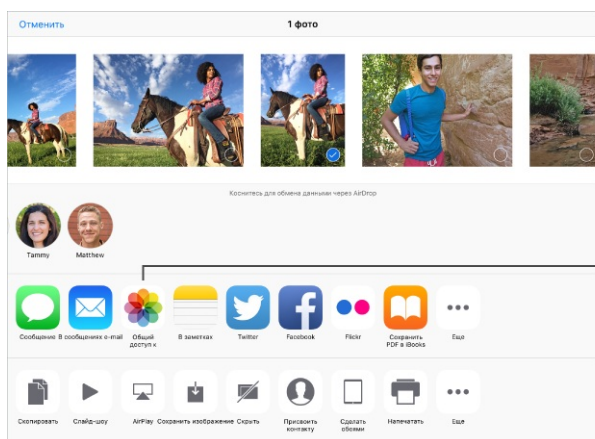 Отменить
1 фото
Коснитесь для обмена данными через AirDrop
Tammy
Matthew
Сообщение
В сообщениях e-mail
Общий
доступ к
В заметках
Twitter
Facebook
Flickr
Сохранить
PDF в iBooks
Еще
Скопировать
Слайд-шоу
AirPlay
Сохранить изображение
Скрыть
Присвоить
контакту
Сделать
обоями
Напечатать
Еще